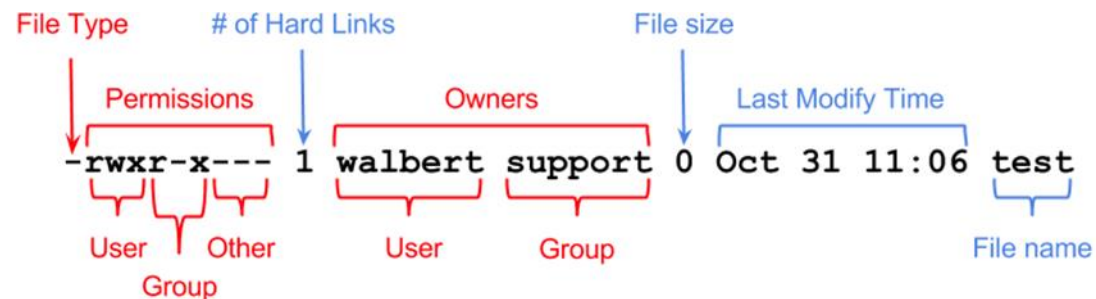 File Type # of Hard Links File size
Permissions Owners Last Modify Time
-rwxr-x--- 1 walbert support 0 Oct 31 11:06 test
User Other User Group File name
Group